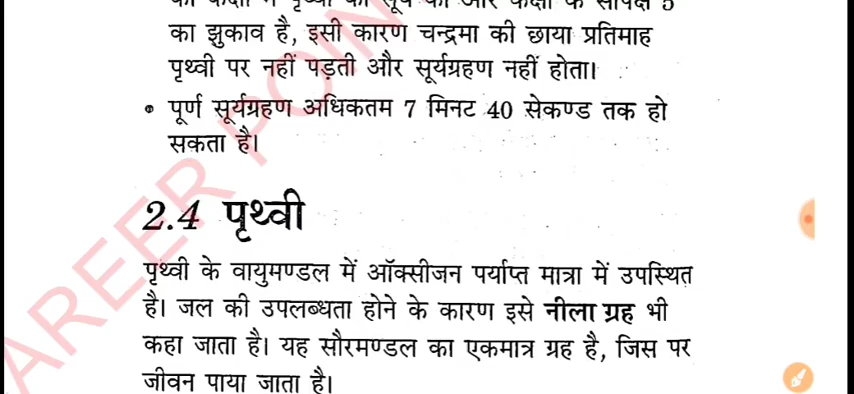 का झुकाव है, इसी कारण चन्द्रमा की छाया प्रतिमाह
पृथ्वी पर नहीं पड़ती और सूर्यग्रहण नहीं होता।
• पूर्ण सूर्यग्रहण अधिकतम 7 मिनट 40 सेकण्ड तक हो
सकता है।
2.4 पृथ्वी
पृथ्वी के वायुमण्डल में ऑक्सीजन पर्याप्त मात्रा में उपस्थित
है। जल की उपलब्धता होने के कारण इसे नीला ग्रह भी
कहा जाता है। यह सौरमण्डल का एकमात्र ग्रह है, जिस पर
जीवन पाया जाता है।
AREER POIN